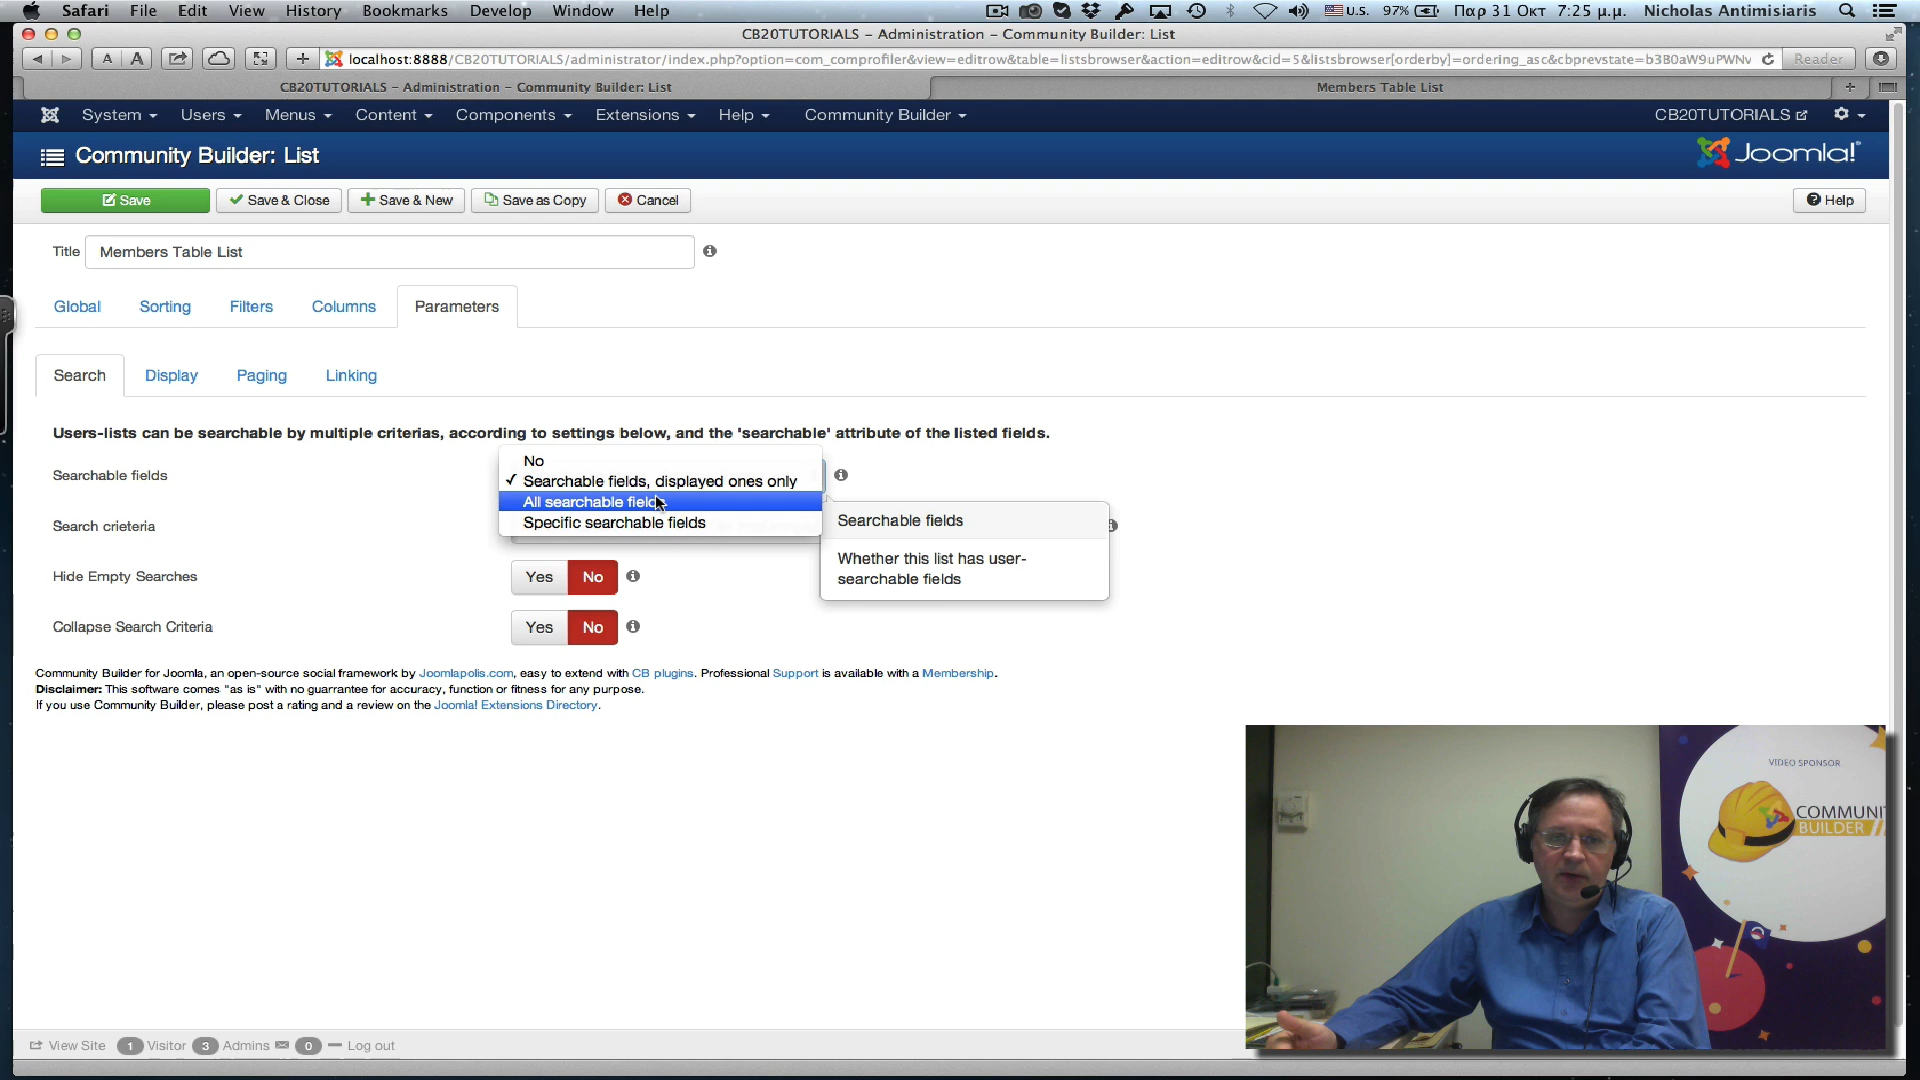 Safari File Edit View History Bookmarks Develop Window Help U.S. 97% Παρ 31 Οκτ 7:25 μ.μ. Nicholas Antimisiaris
CB20TUTORIALS – Administration – Community Builder: List
A A localhost:8888/CB20TUTORIALS/administrator/index.php?option=com_comprofiler&view=editrow&table=listsbrowser&action=editrow&cid=5&listsbrowser[orderby]=ordering_asc&cbprevstate=b3B0aW9uPWNv Reader
CB20TUTORIALS – Administration – Community Builder: List Members Table List
System Users Menus Content Components Extensions Help Community Builder CB20TUTORIALS
Community Builder: List Joomla!
Save Save & Close Save & New Save as Copy Cancel Help
Title Members Table List
Global Sorting Filters Columns Parameters
Search Display Paging Linking
Users-lists can be searchable by multiple criterias, according to settings below, and the 'searchable' attribute of the listed fields.
No
Searchable fields Searchable fields, displayed ones only
All searchable fields
Specific searchable fields
Search crieteria
Searchable fields
Whether this list has user-
searchable fields
Hide Empty Searches Yes No
Collapse Search Criteria Yes No
Community Builder for Joomla, an open-source social framework by Joomlapolis.com, easy to extend with CB plugins. Professional Support is available with a Membership.
Disclaimer: This software comes "as is" with no guarrantee for accuracy, function or fitness for any purpose.
If you use Community Builder, please post a rating and a review on the Joomla! Extensions Directory.
VIDEO SPONSOR
COMMUNI
BUILDER
View Site 1 Visitor 3 Admins 0 Log out